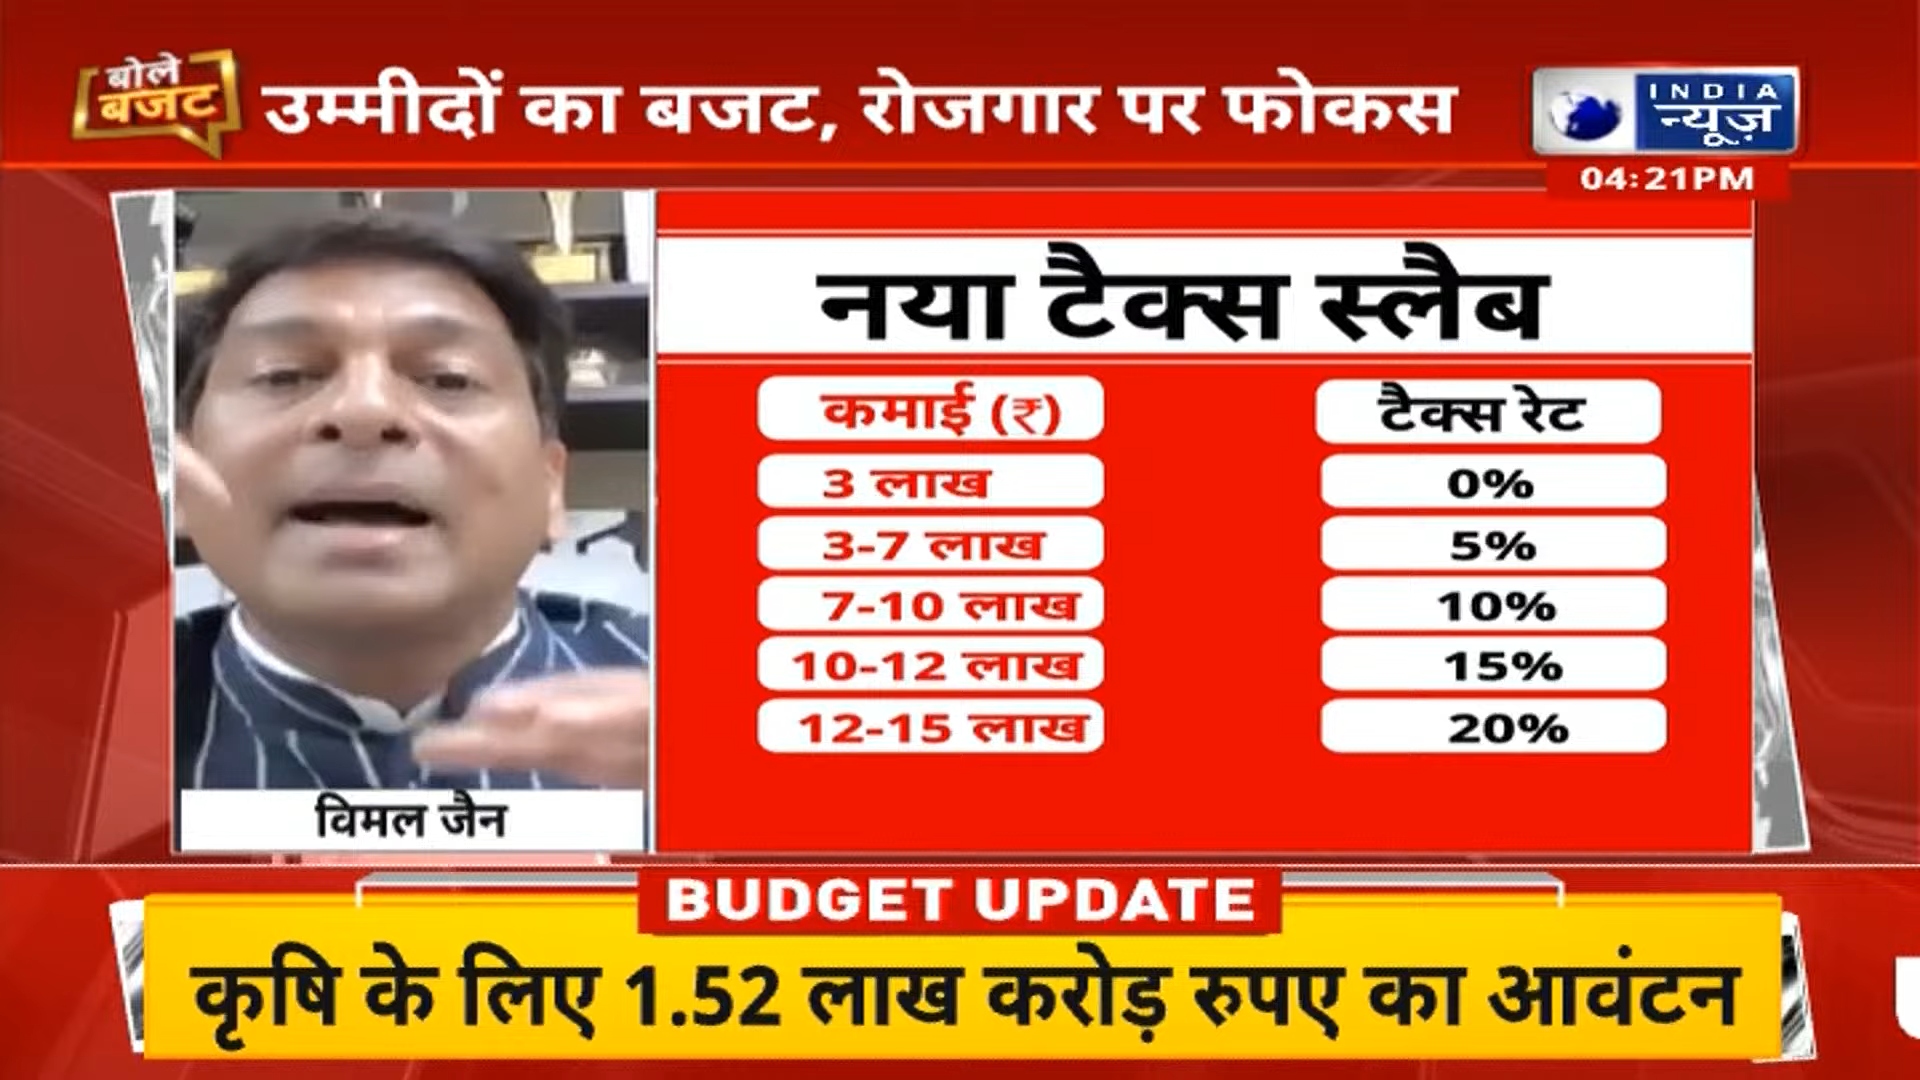 बोले
बजट
उम्मीदों का बजट, रोजगार पर फोकस
INDIA
न्यूज़
04:21PM
नया टैक्स स्लैब
कमाई (₹) टैक्स रेट
3 लाख 0%
3-7 लाख 5%
7-10 लाख 10%
10-12 लाख 15%
12-15 लाख 20%
विमल जैन
BUDGET UPDATE
कृषि के लिए 1.52 लाख करोड़ रुपए का आवंटन